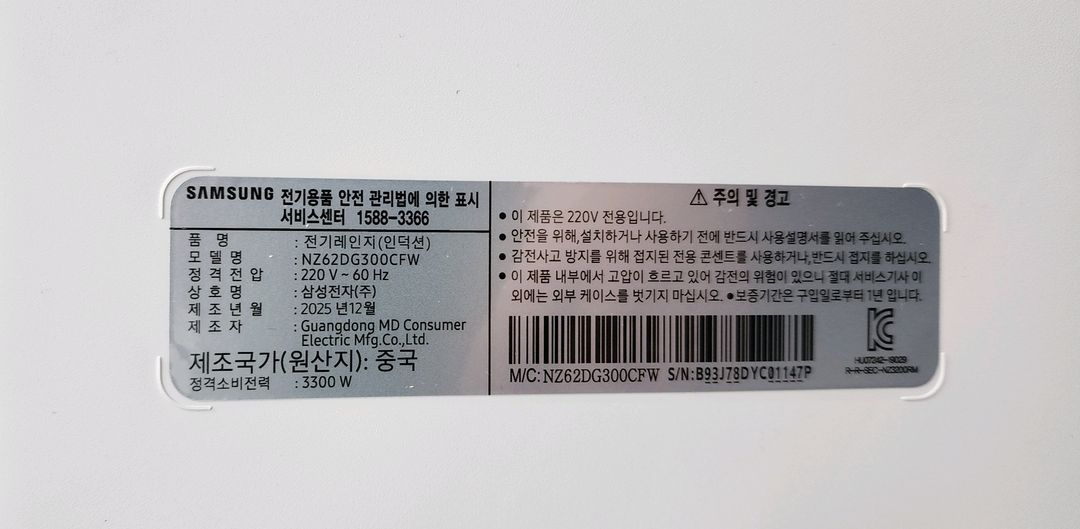 SAMSUNG 전기용품 안전 관리법에 의한 표시
서비스센터 1588-3366
품 명 : 전기레인지(인덕션)
모 델 명 : NZ62DG300CFW
정 격 전 압 : 220 V ~ 60 Hz
상 호 명 : 삼성전자(주)
제 조 년 월 : 2025 년12월
제 조 자 : Guangdong MD Consumer
Electric Mfg.Co.,Ltd.
제조국가(원산지): 중국
정격소비전력 : 3300 W
⚠ 주의 및 경고
● 이 제품은 220V 전용입니다.
● 안전을 위해,설치하거나 사용하기 전에 반드시 사용설명서를 읽어 주십시오.
● 감전사고 방지를 위해 접지된 전용 콘센트를 사용하거나,반드시 접지를 하십시오.
● 이 제품 내부에서 고압이 흐르고 있어 감전의 위험이 있으니 절대 서비스기사 이
외에는 외부 케이스를 벗기지 마십시오. ●보증기간은 구입일로부터 1년 입니다.
M/C: NZ62DG300CFW S/N:B93J78DYC01147P
HU07342-19029
R-R-SEC-NZ3200RM